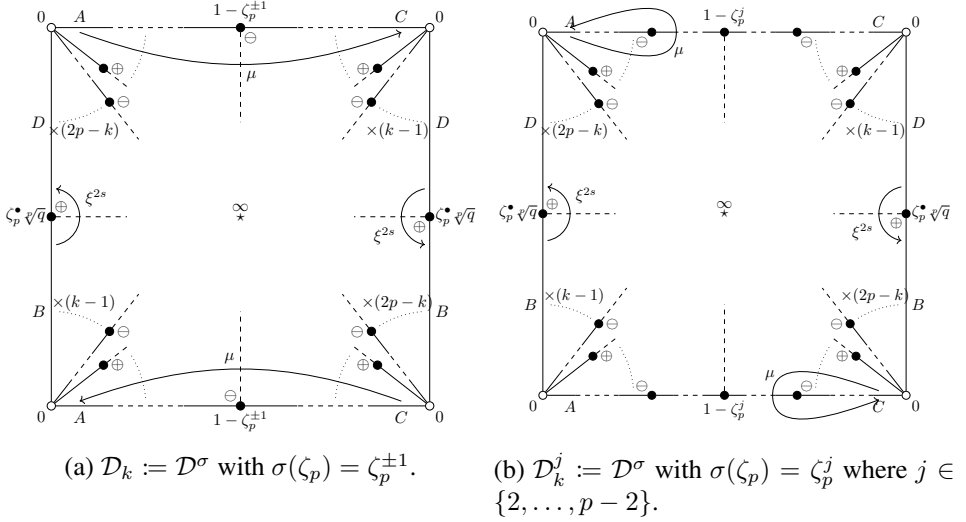 0 A 1 − ζ_p^{±1} C 0
⊖
⊕ μ ⊕
⊖ ⊖
D ×(2p−k) ×(k−1) D
ξ^{2s} ∞
ζ_p^• ᵖ√q ⊕ ⋆ ζ_p^• ᵖ√q
⊕
ξ^{2s}
B ×(k−1) ×(2p−k) B
⊖ ⊖
⊕ μ ⊕
⊖
0 A 1 − ζ_p^{±1} C 0
0 A 1 − ζ_p^j C 0
⊖ ⊖
μ
⊕ ⊕
⊖ ⊖
D ×(2p−k) ×(k−1) D
ξ^{2s} ∞
ζ_p^• ᵖ√q ⊕ ⋆ ζ_p^• ᵖ√q
⊕
ξ^{2s}
B ×(k−1) ×(2p−k) B
⊖ ⊖
⊕ ⊕
μ
⊖ ⊖
0 A 1 − ζ_p^j C 0
(a) 𝒟_k ≔ 𝒟^σ with σ(ζ_p) = ζ_p^{±1}.
(b) 𝒟_k^j ≔ 𝒟^σ with σ(ζ_p) = ζ_p^j where j ∈
{2, . . . , p − 2}.